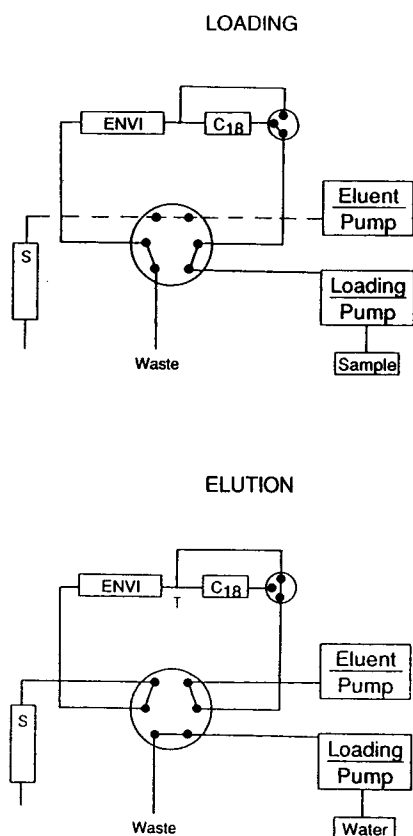 LOADING
ENVI
C18
Eluent
Pump
S
Loading
Pump
Waste
Sample
ELUTION
ENVI
T
C18
Eluent
Pump
S
Loading
Pump
Waste
Water